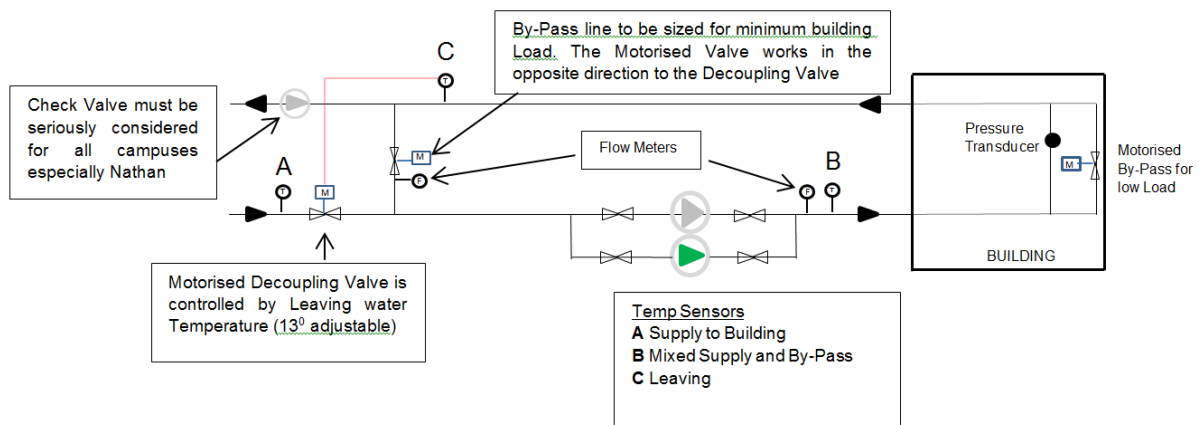 By-Pass line to be sized for minimum building
Load. The Motorised Valve works in the
opposite direction to the Decoupling Valve
C
T
Check Valve must be
seriously considered
for all campuses
especially Nathan
A
T
M
M
F
Flow Meters
B
F
T
Pressure
Transducer
M
Motorised
By-Pass for
low Load
BUILDING
Motorised Decoupling Valve is
controlled by Leaving water
Temperature (13⁰ adjustable)
Temp Sensors
A Supply to Building
B Mixed Supply and By-Pass
C Leaving